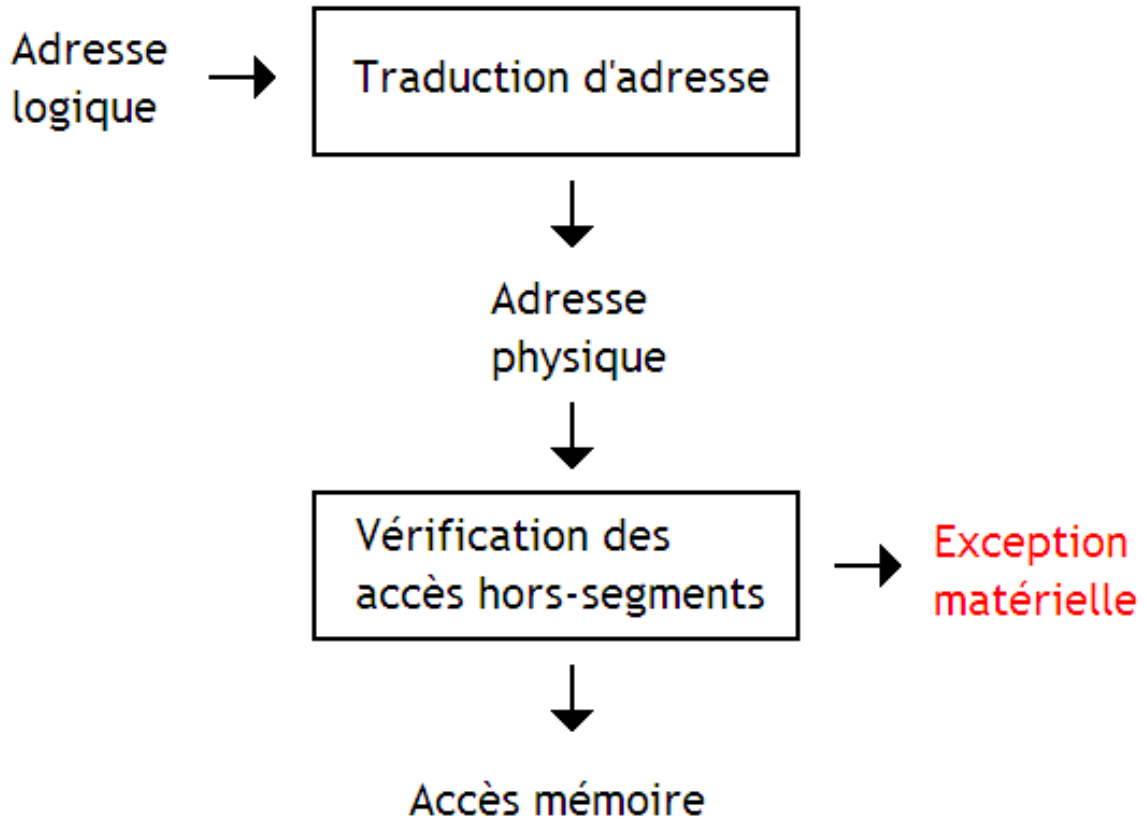 Adresse
logique
Traduction d'adresse
Adresse
physique
Vérification des
accès hors-segments
Exception
matérielle
Accès mémoire